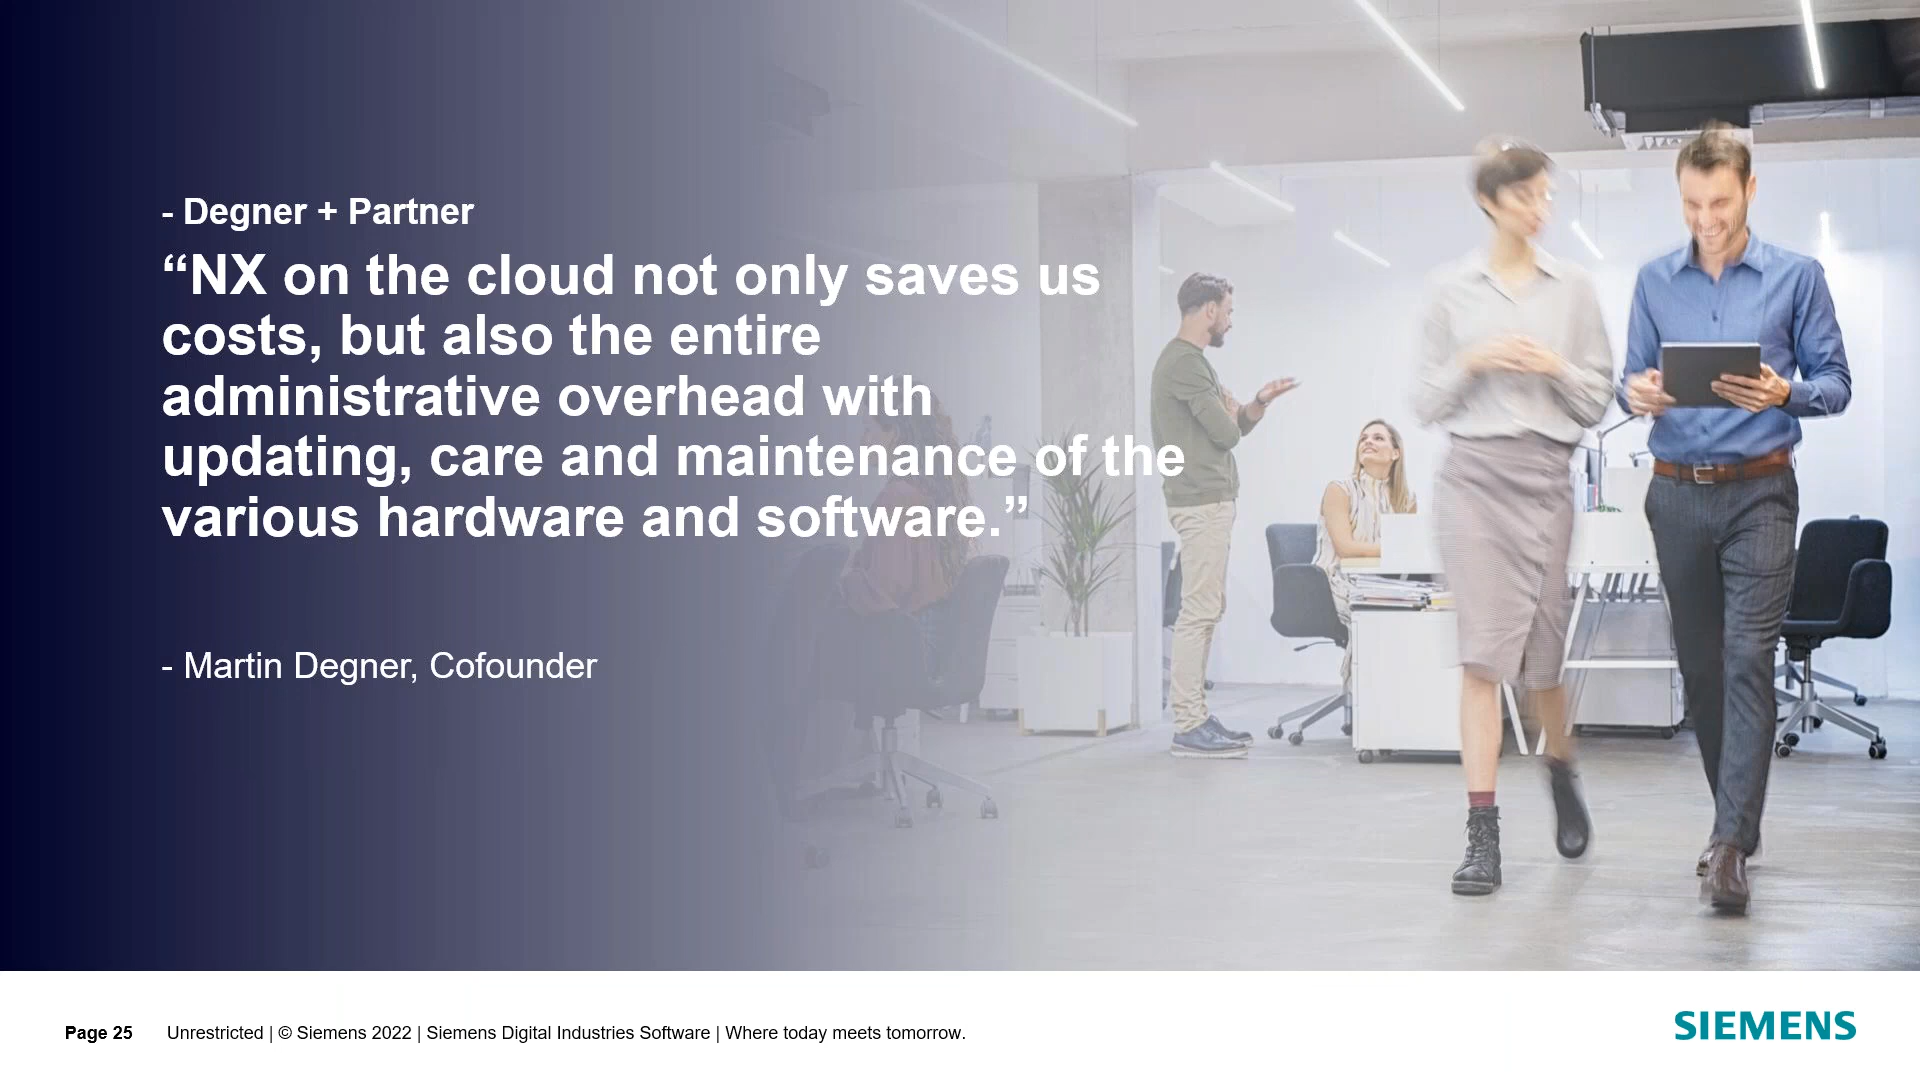 - Degner + Partner
“NX on the cloud not only saves us
costs, but also the entire
administrative overhead with
updating, care and maintenance of the
various hardware and software.”
- Martin Degner, Cofounder
Page 25 Unrestricted | © Siemens 2022 | Siemens Digital Industries Software | Where today meets tomorrow.
SIEMENS